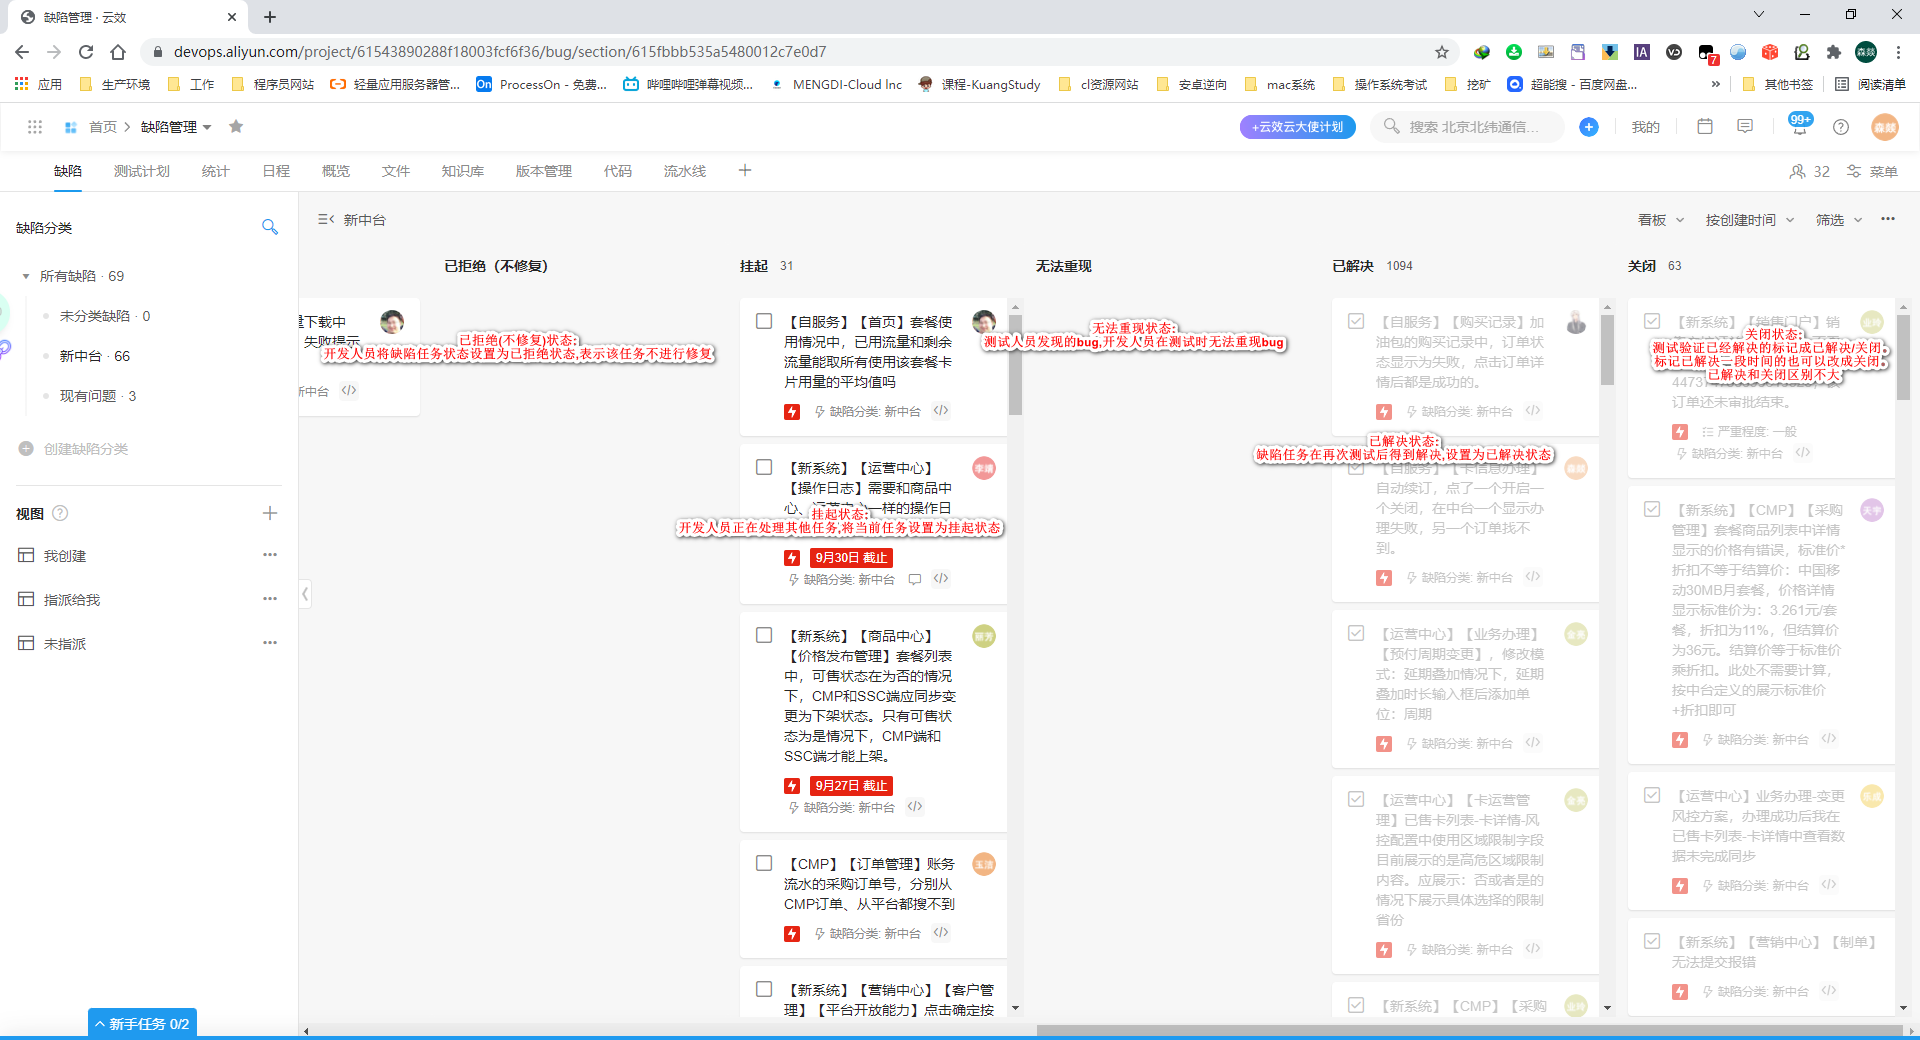 缺陷管理 · 云效
devops.aliyun.com/project/61543890288f18003fcf6f36/bug/section/615fbbb535a5480012c7e0d7
IA
7
森燚
应用
生产环境
工作
程序员网站
轻量应用服务器管...
On
ProcessOn - 免费...
哔哩哔哩弹幕视频...
MENGDI-Cloud lnc
课程-KuangStudy
cl资源网站
安卓逆向
mac系统
操作系统考试
挖矿
超能搜 - 百度网盘...
»
其他书签
阅读清单
首页
缺陷管理
+云效云大使计划
搜索 北京北纬通信...
我的
99+
森燚
缺陷
测试计划
统计
日程
概览
文件
知识库
版本管理
代码
流水线
32
菜单
缺陷分类
所有缺陷 · 69
未分类缺陷 · 0
新中台 · 66
现有问题 · 3
创建缺陷分类
视图
我创建
指派给我
未指派
新手任务 0/2
新中台
看板
按创建时间
筛选
下载中
失败提示
新中台
已拒绝（不修复）
已拒绝(不修复)状态:
开发人员将缺陷任务状态设置为已拒绝状态,表示该任务不进行修复
挂起 31
【自服务】【首页】套餐使
用情况中，已用流量和剩余
流量能取所有使用该套餐卡
片用量的平均值吗
缺陷分类: 新中台
【新系统】【运营中心】
【操作日志】需要和商品中
李靖
挂起状态:
开发人员正在处理其他任务,将当前任务设置为挂起状态
9月30日 截止
缺陷分类: 新中台
【新系统】【商品中心】
【价格发布管理】套餐列表
中，可售状态在为否的情况
下，CMP和SSC端应同步变
更为下架状态。只有可售状
态为是情况下，CMP端和
SSC端才能上架。
9月27日 截止
缺陷分类: 新中台
【CMP】【订单管理】账务
流水的采购订单号，分别从
CMP订单、从平台都搜不到
缺陷分类: 新中台
【新系统】【营销中心】【客户管
理】【平台开放能力】点击确定按
无法重现
无法重现状态:
测试人员发现的bug,开发人员在测试时无法重现bug
已解决 1094
【自服务】【购买记录】加
油包的购买记录中，订单状
态显示为失败，点击订单详
情后都是成功的。
缺陷分类: 新中台
已解决状态:
缺陷任务在再次测试后得到解决,设置为已解决状态
【自服务】【卡信息办理】
自动续订，点了一个开启一
个关闭，在中台一个显示办
理失败，另一个订单找不
到。
缺陷分类: 新中台
【运营中心】【业务办理】
【预付周期变更】，修改模
式：延期叠加情况下，延期
叠加时长输入框后添加单
位：周期
缺陷分类: 新中台
【运营中心】【卡运营管
理】已售卡列表-卡详情-风
控配置中使用区域限制字段
目前展示的是高危区域限制
内容。应展示：否或者是的
情况下展示具体选择的限制
省份
缺陷分类: 新中台
【新系统】【CMP】【采购
关闭 63
【新系统】【销售门户】销
关闭状态:
测试验证已经解决的标记成已解决/关闭
标记已解决一段时间的也可以改成关闭
已解决和关闭区别不大
订单还未审批结束。
严重程度: 一般
缺陷分类: 新中台
【新系统】【CMP】【采购
管理】套餐商品列表中详情
显示的价格有错误，标准价*
折扣不等于结算价：中国移
动30MB月套餐，价格详情
显示标准价为：3.261元/套
餐，折扣为11%，但结算价
为36元。结算价等于标准价
乘折扣。此处不需要计算，
按中台定义的展示标准价
+折扣即可
缺陷分类: 新中台
【运营中心】业务办理-变更
风控方案，办理成功后我在
已售卡列表-卡详情中查看数
据未完成同步
缺陷分类: 新中台
【新系统】【营销中心】【制单】
无法提交报错
缺陷分类: 新中台